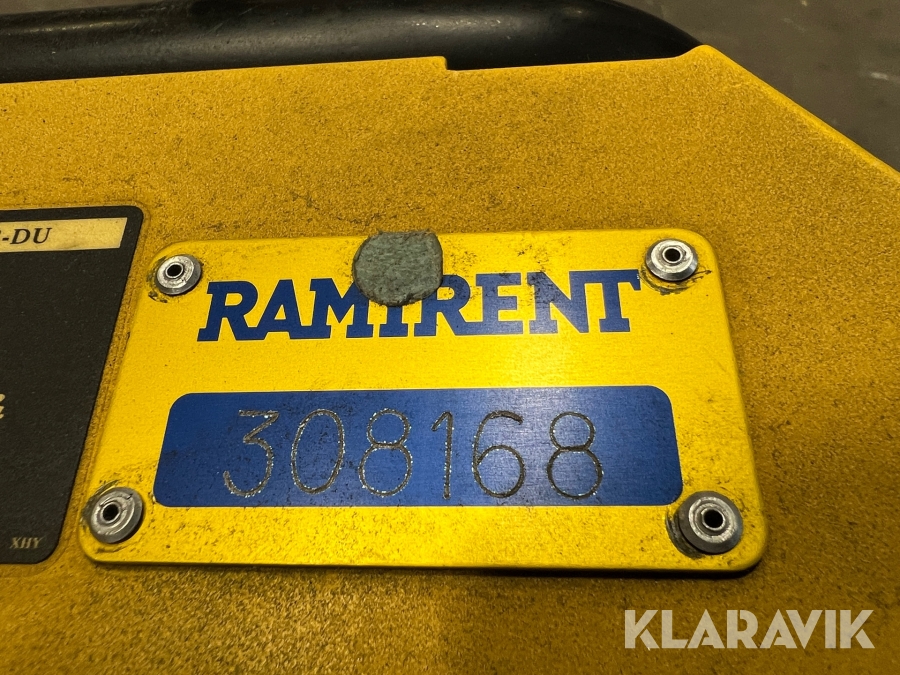 -DU
RAMIRENT
308168
XHY
KLARAVIK